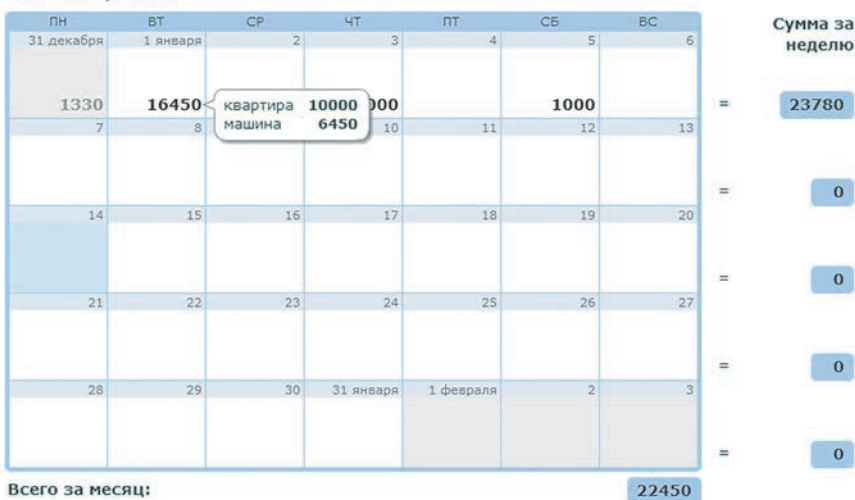 ПН ВТ СР ЧТ ПТ СБ ВС Сумма за неделю
31 декабря 1 января 2 3 4 5 6
1330 16450 квартира 10000 000 1000 = 23780
машина 6450
7 8 10 11 12 13
= 0
14 15 16 17 18 19 20
= 0
21 22 23 24 25 26 27
= 0
28 29 30 31 января 1 февраля 2 3
= 0
Всего за месяц: 22450